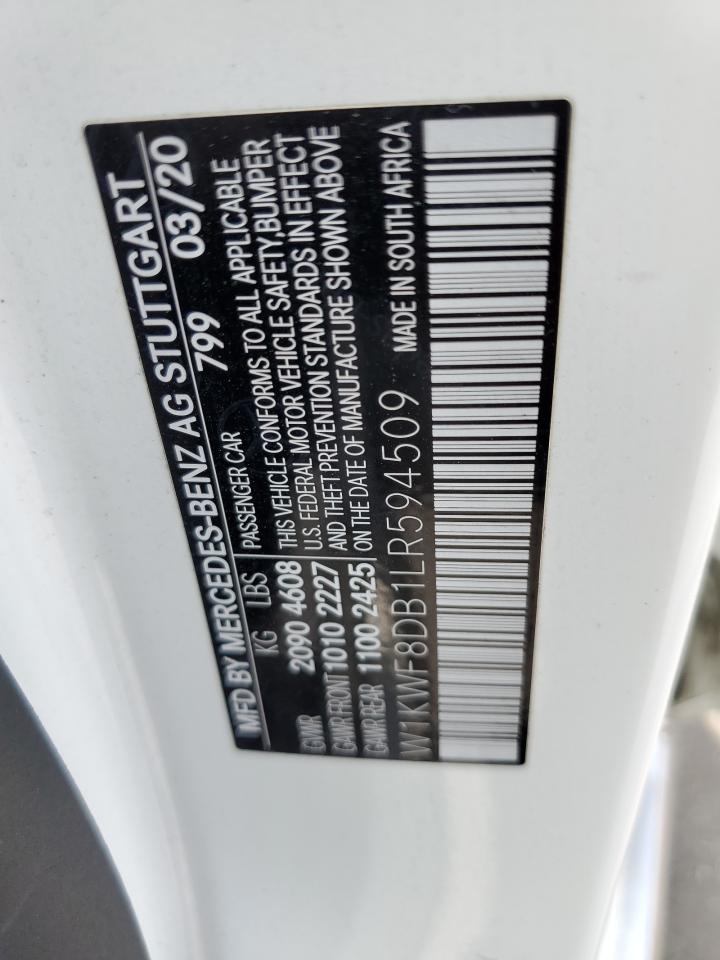 MFD BY MERCEDES-BENZ AG STUTTGART
799 03/20
KG LBS PASSENGER CAR
GVWR 2090 4608 THIS VEHICLE CONFORMS TO ALL APPLICABLE
U.S. FEDERAL MOTOR VEHICLE SAFETY, BUMPER
GAWR FRONT 1010 2227 AND THEFT PREVENTION STANDARDS IN EFFECT
GAWR REAR 1100 2425 ON THE DATE OF MANUFACTURE SHOWN ABOVE
W1KWF8DB1LR594509 MADE IN SOUTH AFRICA